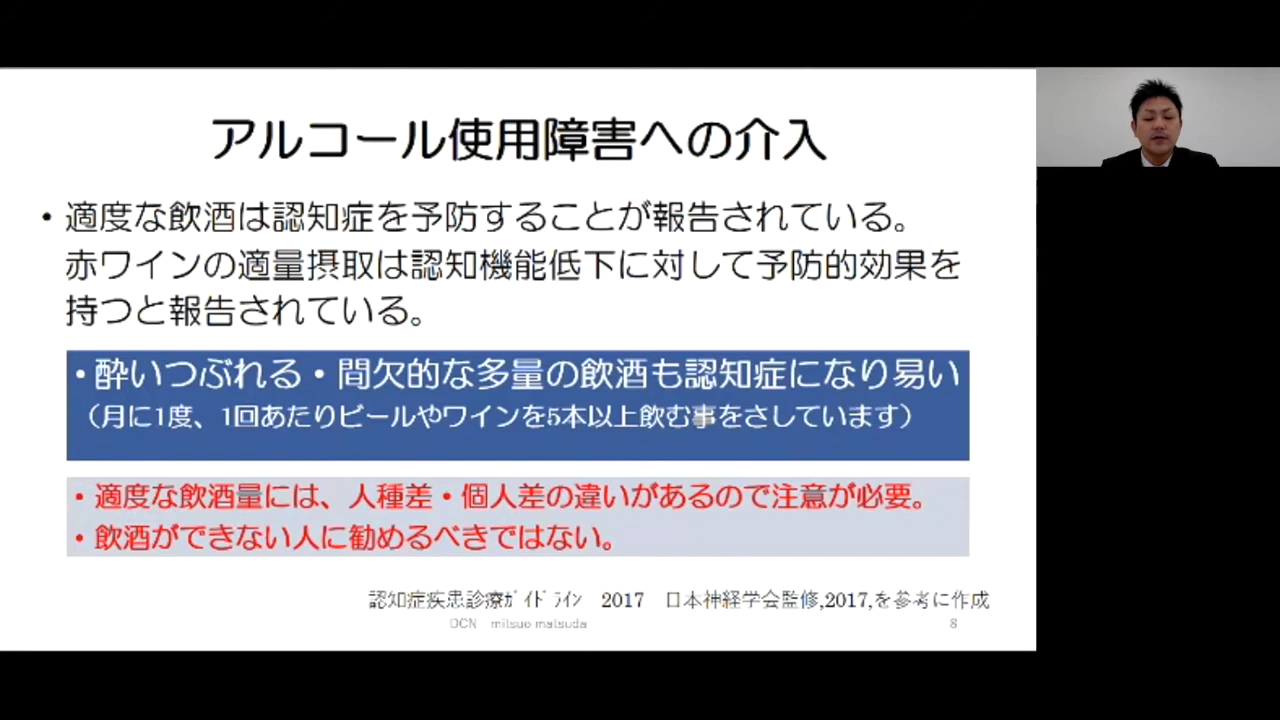 アルコール使用障害への介入
• 適度な飲酒は認知症を予防することが報告されている。
赤ワインの適量摂取は認知機能低下に対して予防的効果を
持つと報告されている。
• 酔いつぶれる・間欠的な多量の飲酒も認知症になり易い
（月に1度、1回あたりビールやワインを5本以上飲む事をさしています）
• 適度な飲酒量には、人種差・個人差の違いがあるので注意が必要。
• 飲酒ができない人に勧めるべきではない。
認知症疾患診療ｶﾞｲﾄﾞﾗｲﾝ　2017　日本神経学会監修,2017,を参考に作成
DCN　mitsuo matsuda
8